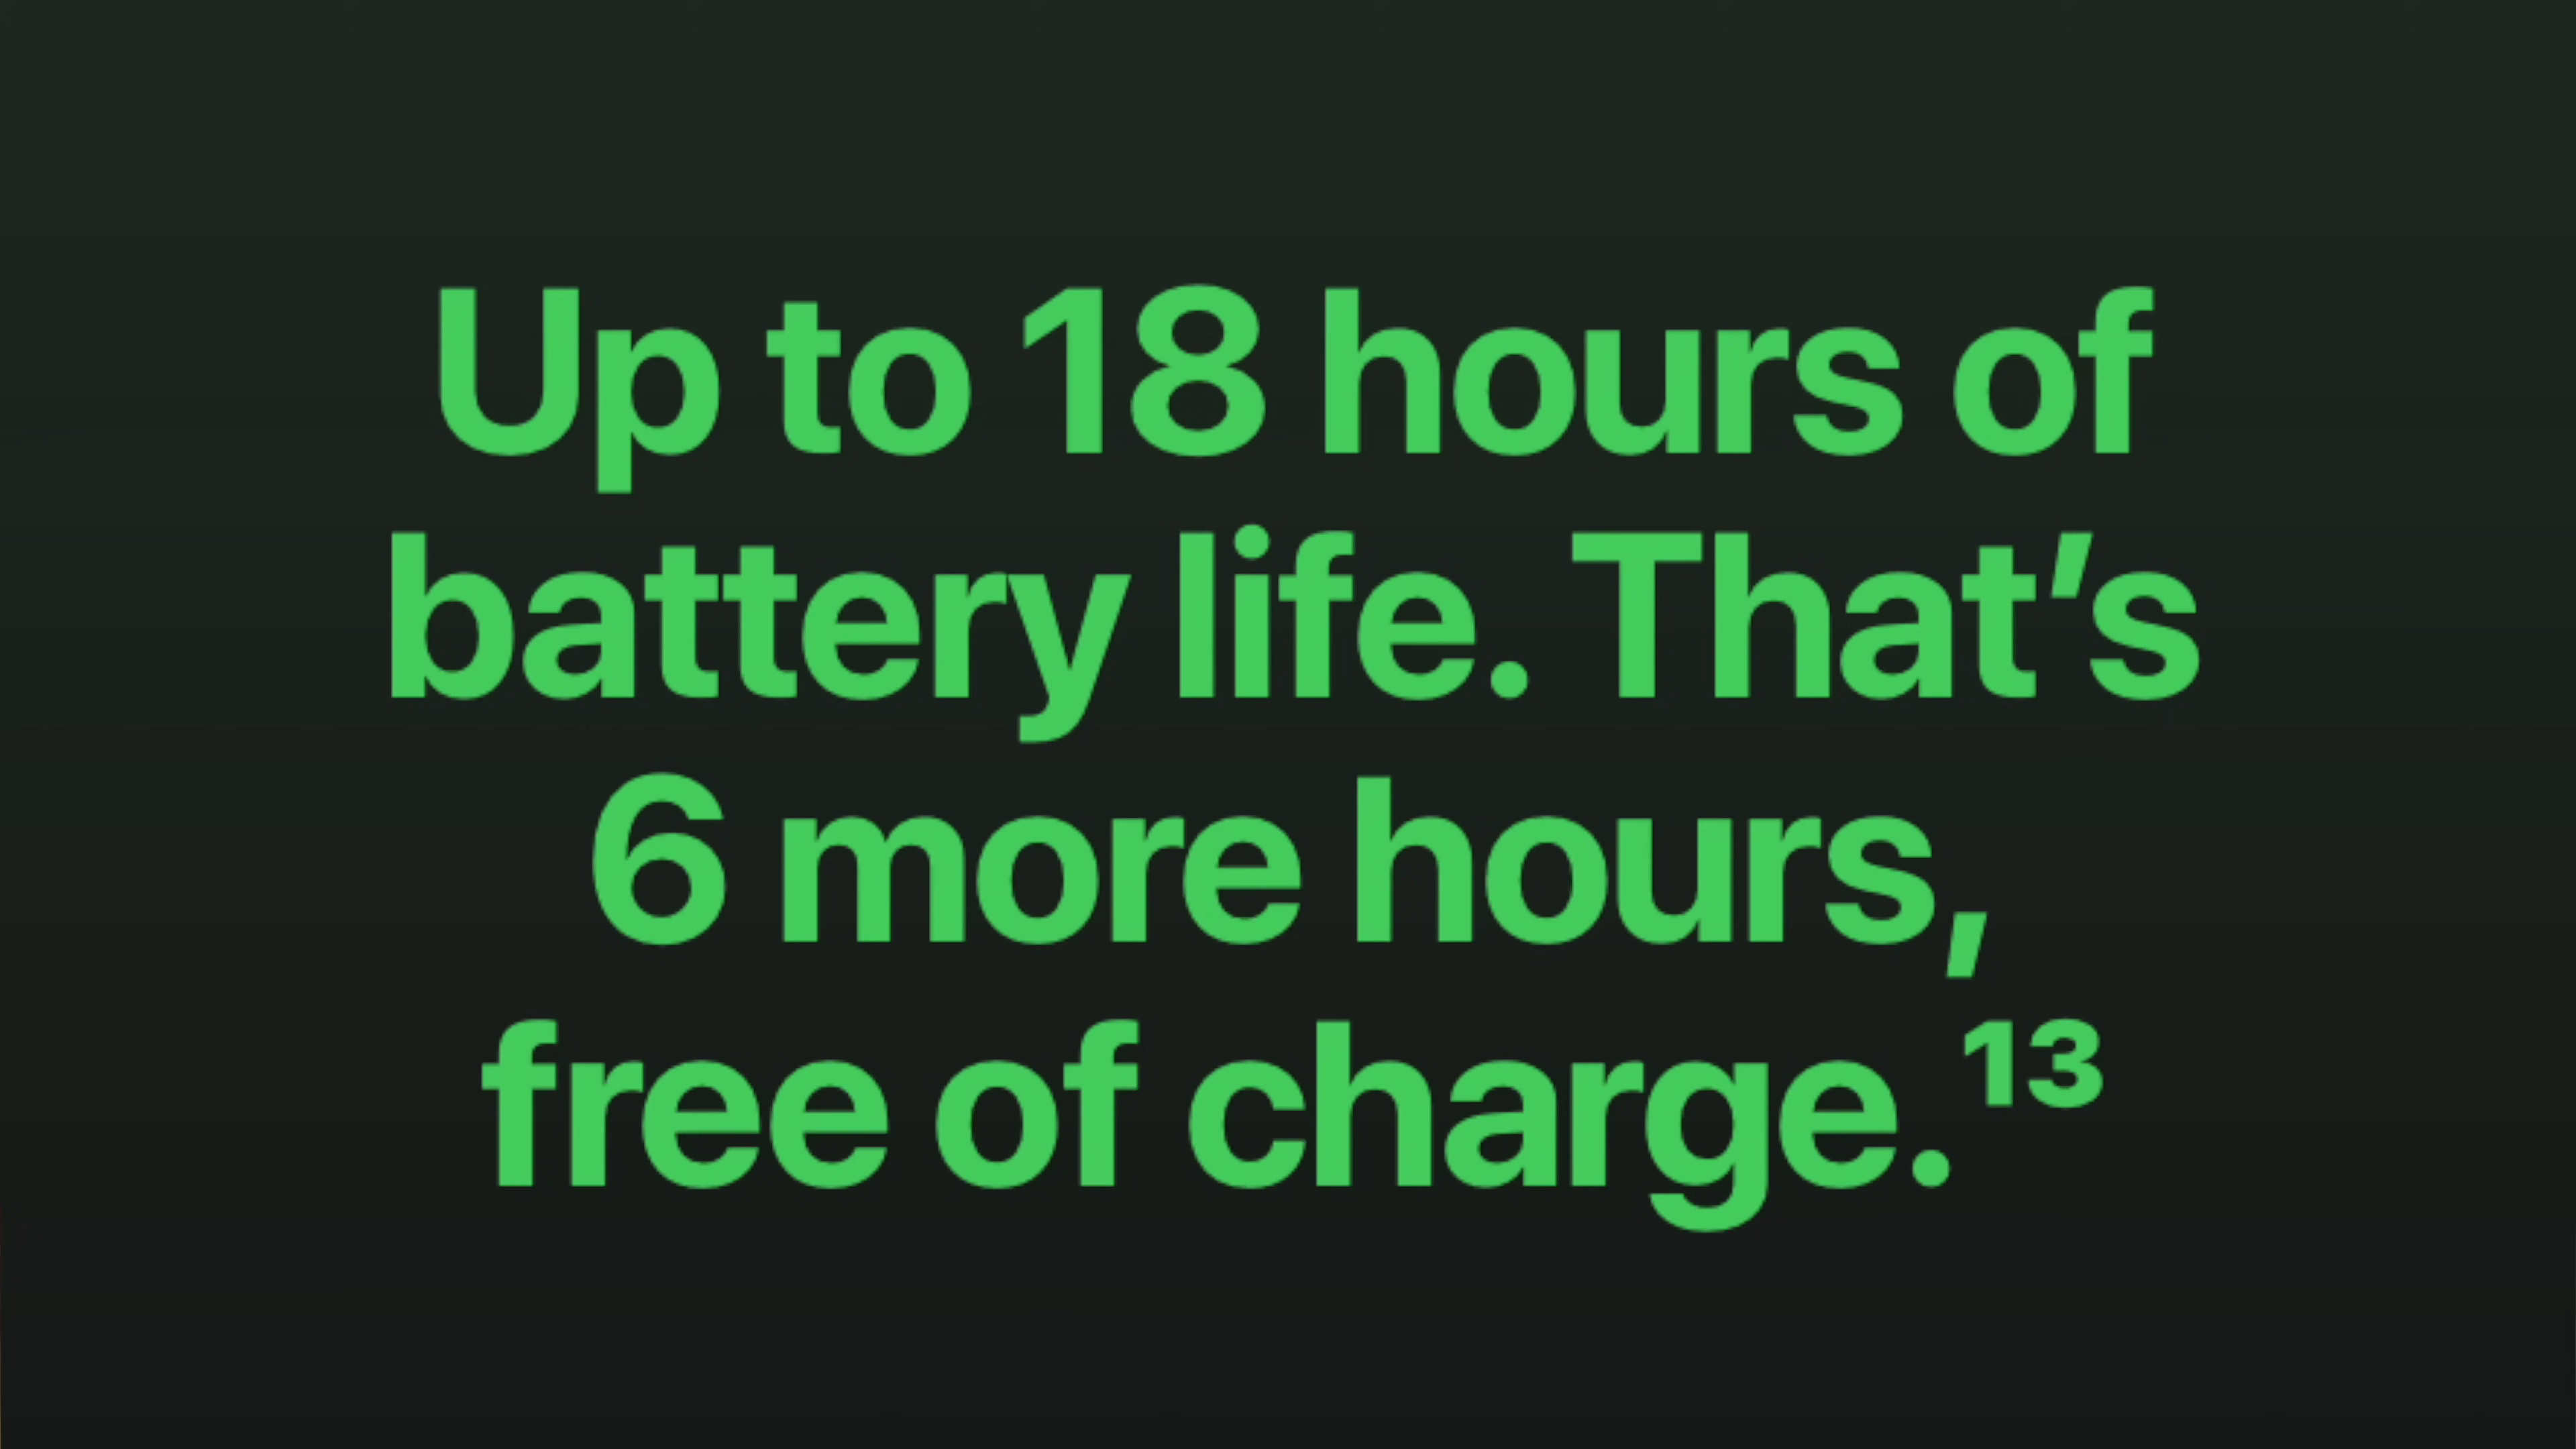 Up to 18 hours of
battery life. That’s
6 more hours,
free of charge.¹³